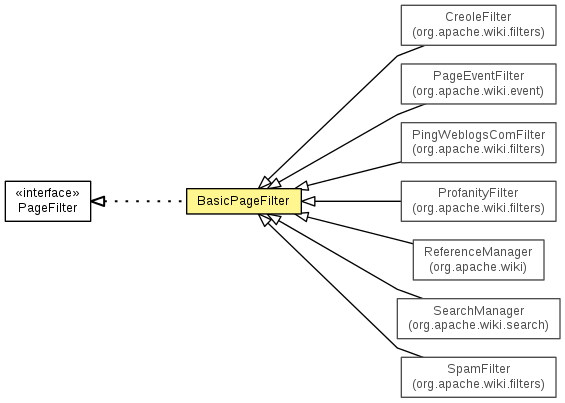 CreoleFilter
(org.apache.wiki.filters)
PageEventFilter
(org.apache.wiki.event)
PingWeblogsComFilter
(org.apache.wiki.filters)
«interface»
PageFilter
BasicPageFilter
ProfanityFilter
(org.apache.wiki.filters)
ReferenceManager
(org.apache.wiki)
SearchManager
(org.apache.wiki.search)
SpamFilter
(org.apache.wiki.filters)